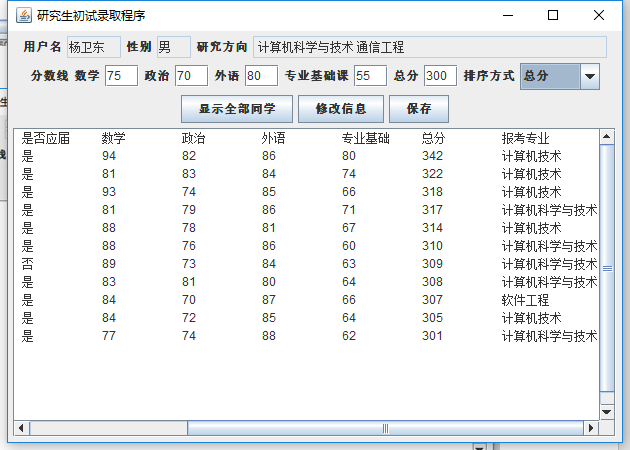 研究生初试录取程序
用户名 杨卫东 性别 男 研究方向 计算机科学与技术 通信工程
分数线 数学 75 政治 70 外语 80 专业基础课 55 总分 300 排序方式 总分
显示全部同学 修改信息 保存
是否应届 数学 政治 外语 专业基础 总分 报考专业
是 94 82 86 80 342 计算机技术
是 81 83 84 74 322 计算机技术
是 93 74 85 66 318 计算机技术
是 81 79 86 71 317 计算机科学与技术
是 88 78 81 67 314 计算机技术
是 88 76 86 60 310 计算机科学与技术
否 89 73 84 63 309 计算机科学与技术
是 83 81 80 64 308 计算机科学与技术
是 84 70 87 66 307 软件工程
是 84 72 85 64 305 计算机技术
是 77 74 88 62 301 计算机科学与技术